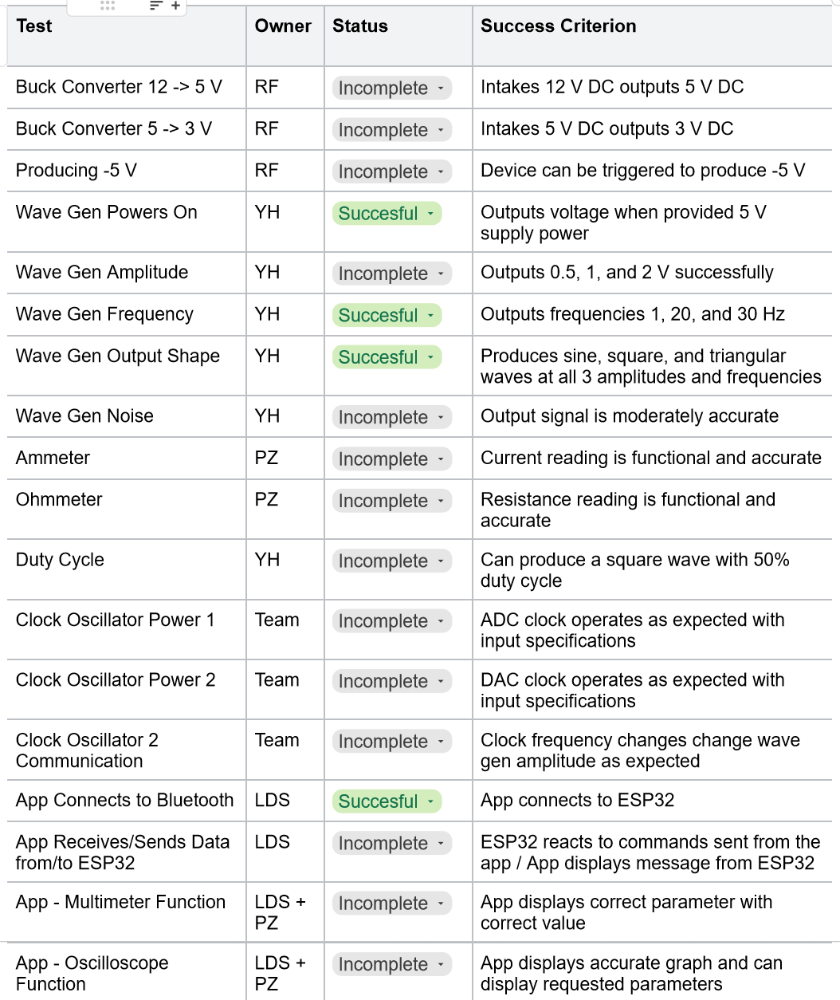 Test Owner Status Success Criterion
Buck Converter 12 -> 5 V RF Incomplete Intakes 12 V DC outputs 5 V DC
Buck Converter 5 -> 3 V RF Incomplete Intakes 5 V DC outputs 3 V DC
Producing -5 V RF Incomplete Device can be triggered to produce -5 V
Wave Gen Powers On YH Succesful Outputs voltage when provided 5 V
supply power
Wave Gen Amplitude YH Incomplete Outputs 0.5, 1, and 2 V successfully
Wave Gen Frequency YH Succesful Outputs frequencies 1, 20, and 30 Hz
Wave Gen Output Shape YH Succesful Produces sine, square, and triangular
waves at all 3 amplitudes and frequencies
Wave Gen Noise YH Incomplete Output signal is moderately accurate
Ammeter PZ Incomplete Current reading is functional and accurate
Ohmmeter PZ Incomplete Resistance reading is functional and
accurate
Duty Cycle YH Incomplete Can produce a square wave with 50%
duty cycle
Clock Oscillator Power 1 Team Incomplete ADC clock operates as expected with
input specifications
Clock Oscillator Power 2 Team Incomplete DAC clock operates as expected with
input specifications
Clock Oscillator 2 Team Incomplete Clock frequency changes change wave
Communication gen amplitude as expected
App Connects to Bluetooth LDS Succesful App connects to ESP32
App Receives/Sends Data LDS Incomplete ESP32 reacts to commands sent from the
from/to ESP32 app / App displays message from ESP32
App - Multimeter Function LDS + Incomplete App displays correct parameter with
PZ correct value
App - Oscilloscope LDS + Incomplete App displays accurate graph and can
Function PZ display requested parameters